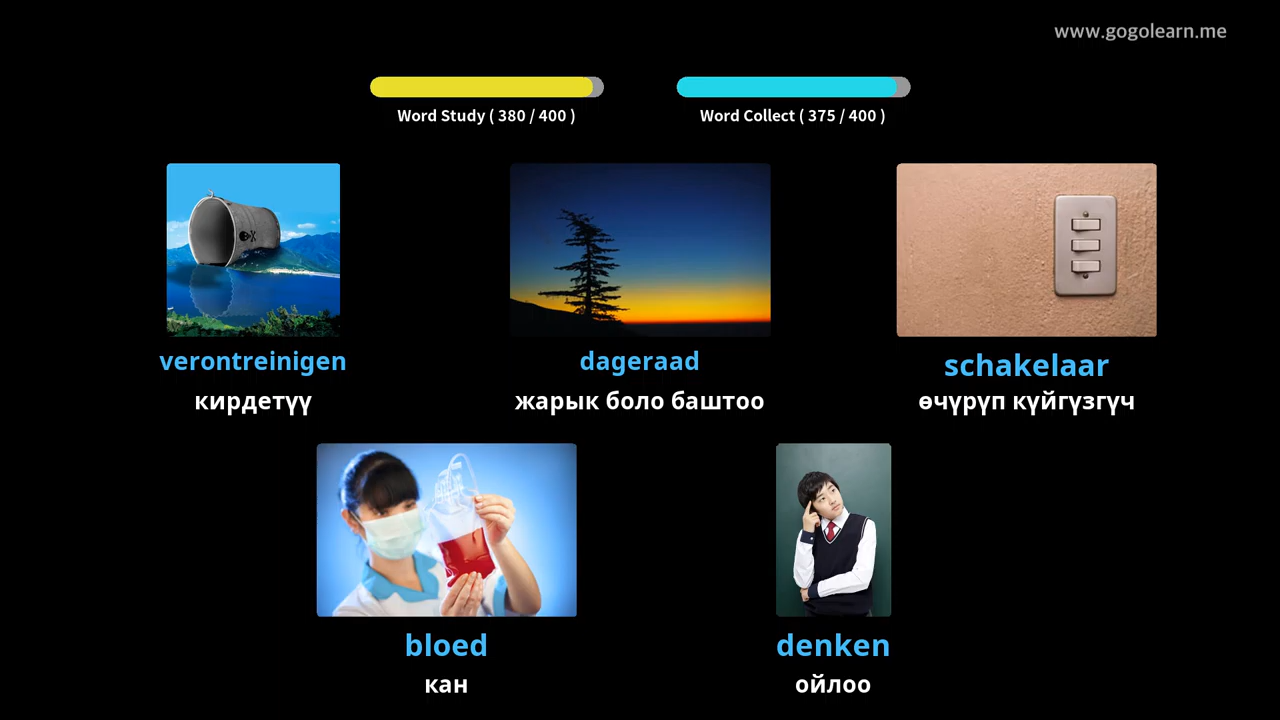 www.gogolearn.me
Word Study ( 380 / 400 )
Word Collect ( 375 / 400 )
verontreinigen
dageraad
schakelaar
кирдетүү
жарык боло баштоо
өчүрүп күйгүзгүч
bloed
denken
кан
ойлоо